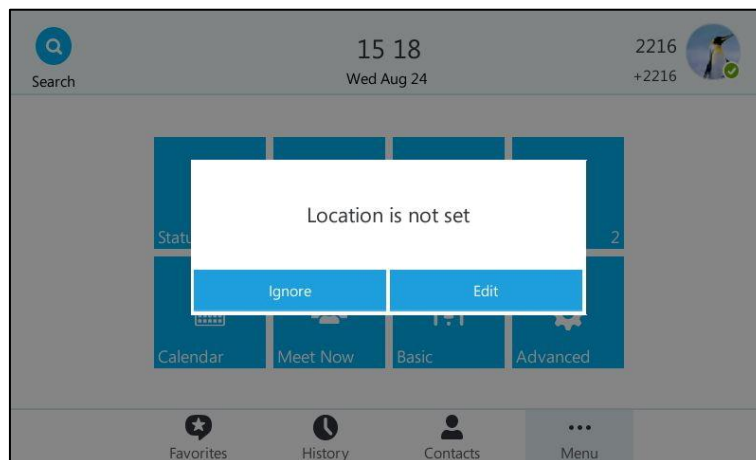 15 18
2216
Search
Wed Aug 24
+2216
Location is not set
2
Ignore
Edit
Calendar
Meet Now
Basic
Advanced
Favorites
History
Contacts
Menu